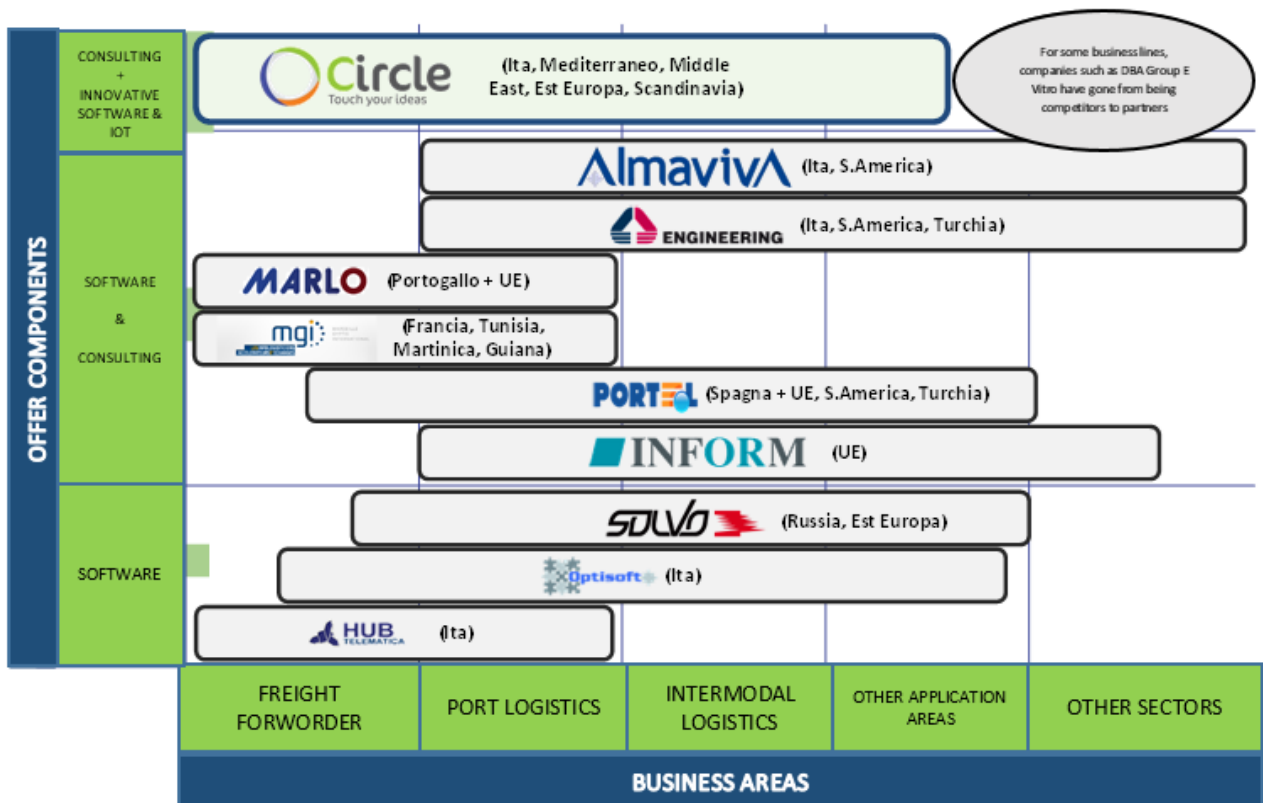 OFFER COMPONENTS
CONSULTING
+
INNOVATIVE
SOFTWARE &
IOT
Circle
Touch your ideas
(Ita, Mediterraneo, Middle
East, Est Europa, Scandinavia)
For some business lines,
companies such as DBA Group E
Vitro have gone from being
competitors to partners
SOFTWARE
&
CONSULTING
AlmavivA (Ita, S.America)
ENGINEERING (Ita, S.America, Turchia)
MARLO (Portogallo + UE)
mgi (Francia, Tunisia,
Martinica, Guiana)
PORTEL (Spagna + UE, S.America, Turchia)
INFORM (UE)
SOFTWARE
SOLVO (Russia, Est Europa)
Optisoft (Ita)
HUB
TELEMATICA
(Ita)
FREIGHT
FORWORDER
PORT LOGISTICS
INTERMODAL
LOGISTICS
OTHER APPLICATION
AREAS
OTHER SECTORS
BUSINESS AREAS